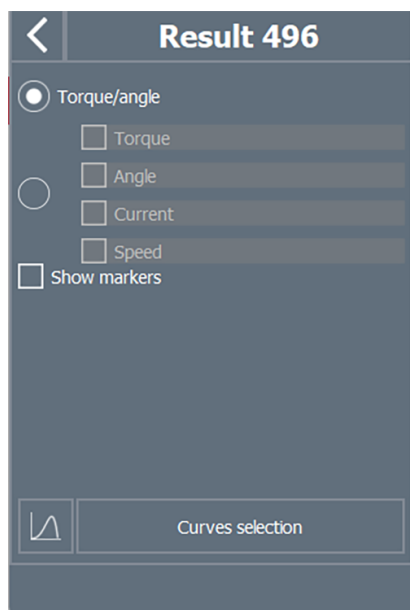 Result 496
Torque/angle
Torque
Angle
Current
Speed
Show markers
Curves selection